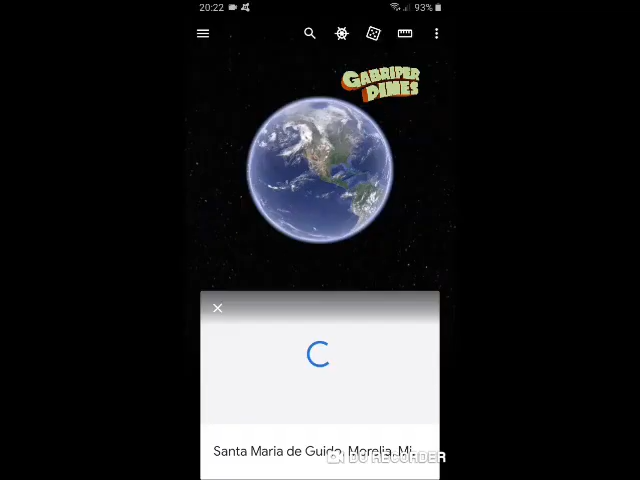 20:22
93%
GABRIPER
PINES
Santa Maria de Guido, Morelia, Mi...
DU RECORDER